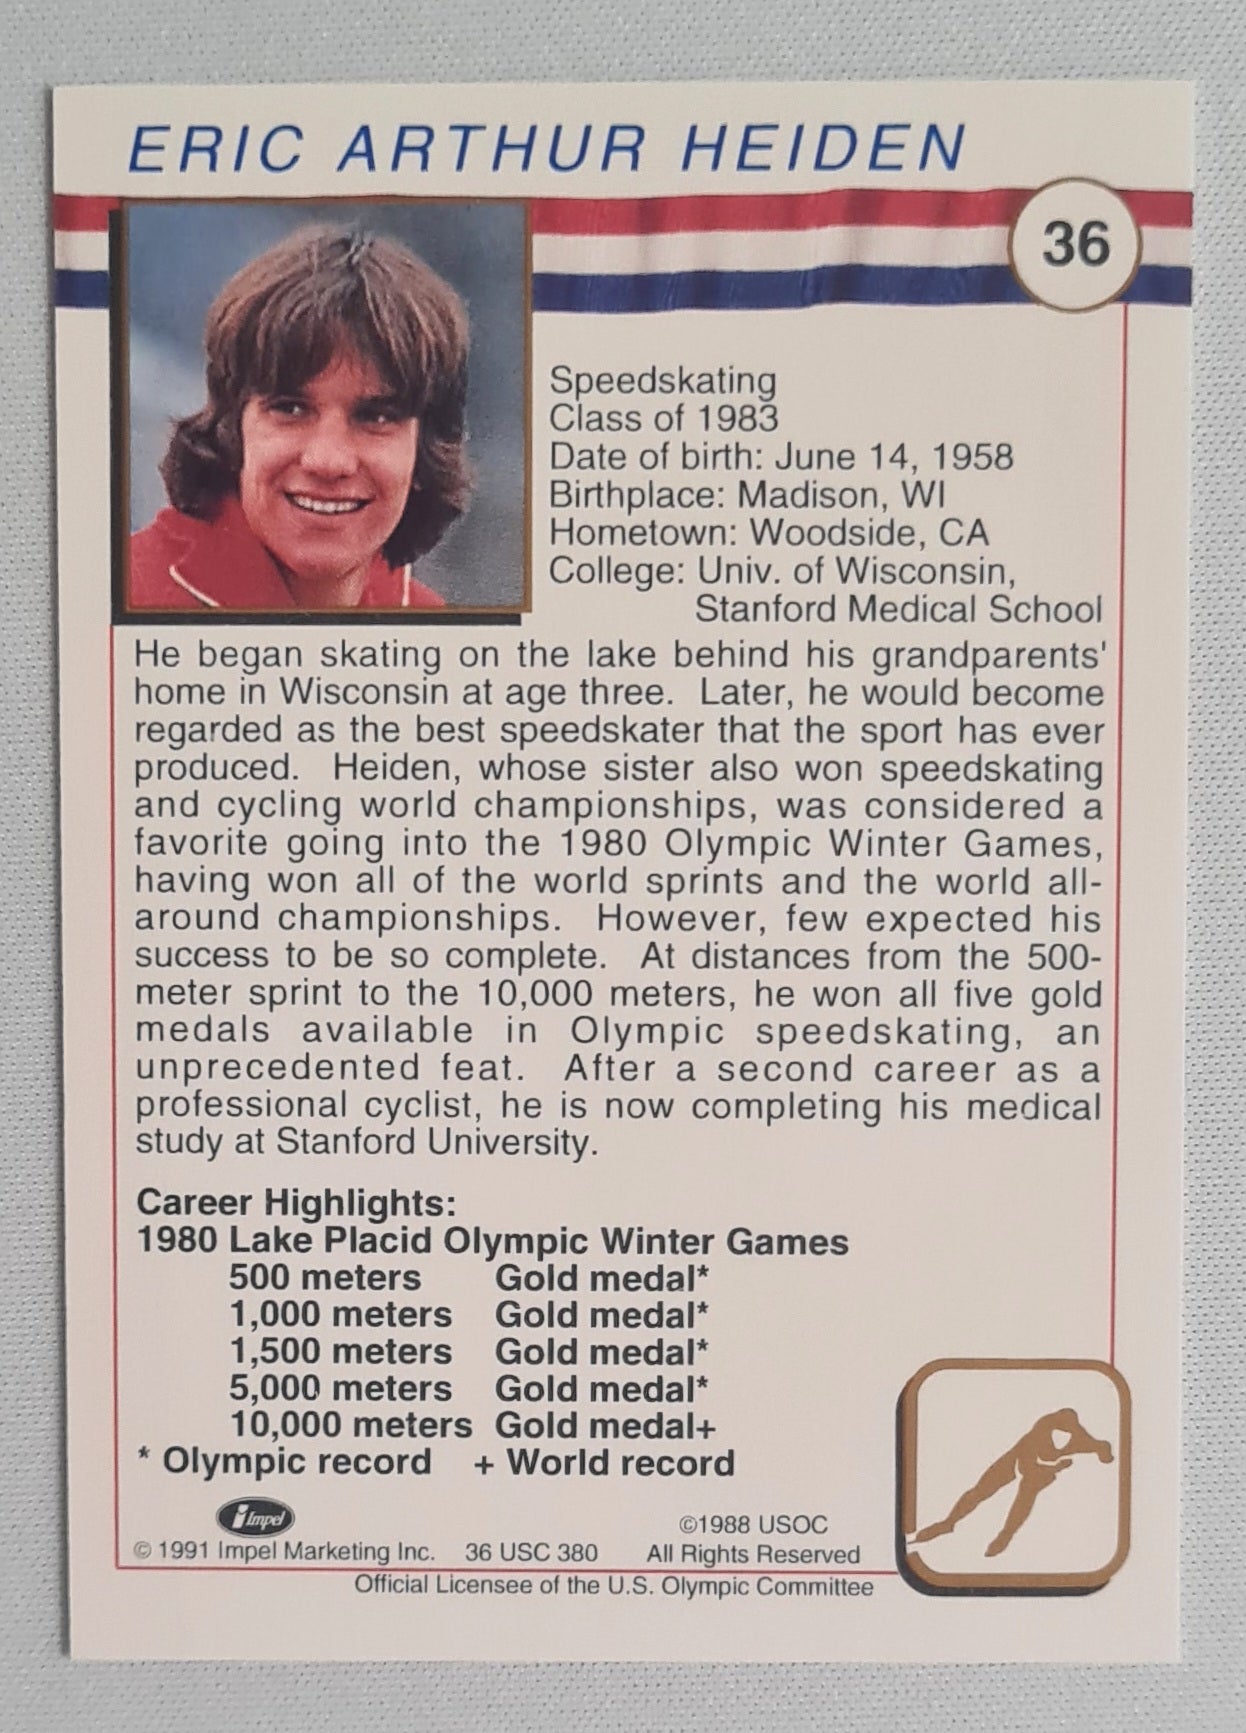 ERIC ARTHUR HEIDEN
36
Speedskating
Class of 1983
Date of birth: June 14, 1958
Birthplace: Madison, WI
Hometown: Woodside, CA
College: Univ. of Wisconsin,
Stanford Medical School
He began skating on the lake behind his grandparents'
home in Wisconsin at age three. Later, he would become
regarded as the best speedskater that the sport has ever
produced. Heiden, whose sister also won speedskating
and cycling world championships, was considered a
favorite going into the 1980 Olympic Winter Games,
having won all of the world sprints and the world all-
around championships. However, few expected his
success to be so complete. At distances from the 500-
meter sprint to the 10,000 meters, he won all five gold
medals available in Olympic speedskating, an
unprecedented feat. After a second career as a
professional cyclist, he is now completing his medical
study at Stanford University.
Career Highlights:
1980 Lake Placid Olympic Winter Games
500 meters Gold medal*
1,000 meters Gold medal*
1,500 meters Gold medal*
5,000 meters Gold medal*
10,000 meters Gold medal+
* Olympic record + World record
Impel
©1988 USOC
© 1991 Impel Marketing Inc. 36 USC 380 All Rights Reserved
Official Licensee of the U.S. Olympic Committee